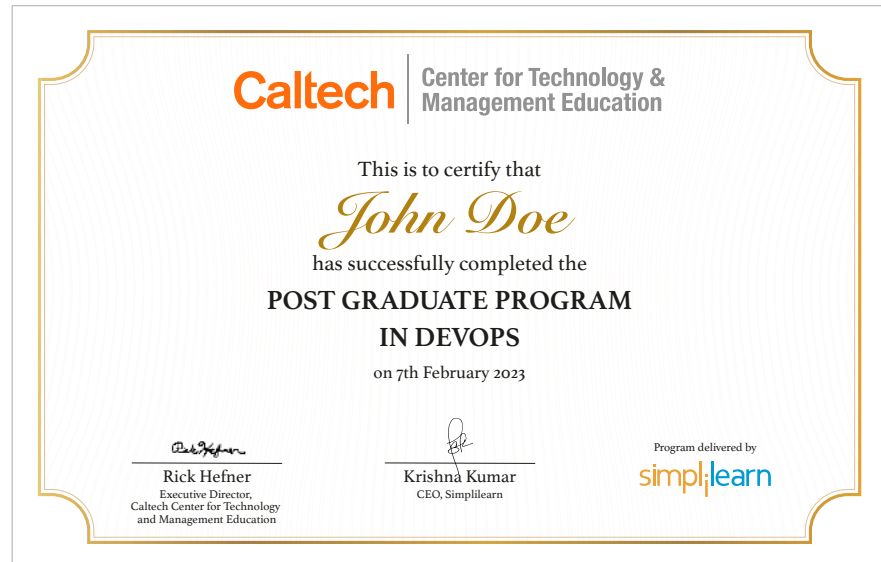 Caltech
Center for Technology &
Management Education
This is to certify that
John Doe
has successfully completed the
POST GRADUATE PROGRAM
IN DEVOPS
on 7th February 2023
Rick Hefner
Rick Hefner
Executive Director,
Caltech Center for Technology
and Management Education
Krishna Kumar
CEO, Simplilearn
Program delivered by
simplilearn